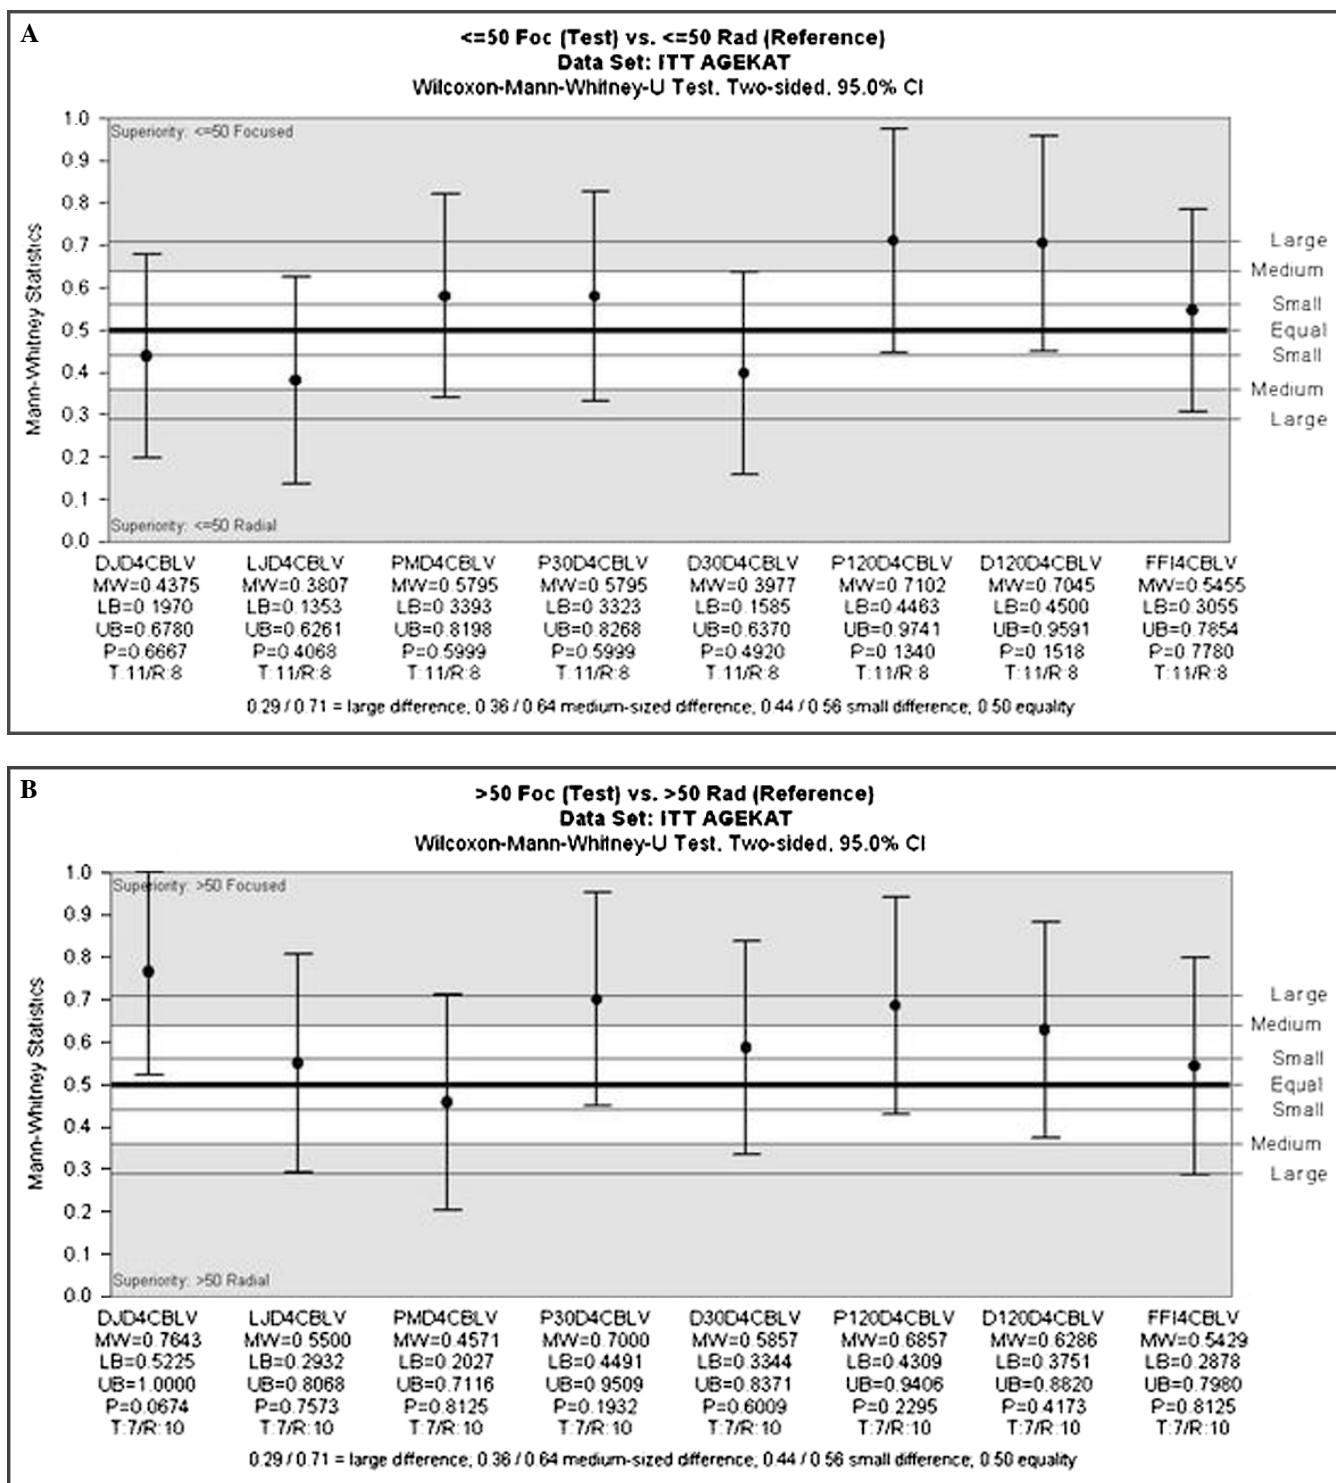 A
<=50 Foc (Test) vs. <=50 Rad (Reference)
Data Set: ITT AGEKAT
Wilcoxon-Mann-Whitney-U Test, Two-sided, 95.0% CI
Superiority: <=50 Focused
Mann-Whitney Statistics
1.0
0.9
0.8
0.7
0.6
0.5
0.4
0.3
0.2
0.1
0.0
Large
Medium
Small
Equal
Small
Medium
Large
Superiority: <=50 Radial
DJD4CBLV LJD4CBLV PMD4CBLV P30D4CBLV D30D4CBLV P120D4CBLV D120D4CBLV FFI4CBLV
MW=0.4375 MW=0.3807 MW=0.5795 MW=0.5795 MW=0.3977 MW=0.7102 MW=0.7045 MW=0.5455
LB=0.1970 LB=0.1353 LB=0.3393 LB=0.3323 LB=0.1585 LB=0.4463 LB=0.4500 LB=0.3055
UB=0.6780 UB=0.6261 UB=0.8198 UB=0.8268 UB=0.6370 UB=0.9741 UB=0.9591 UB=0.7854
P=0.6667 P=0.4068 P=0.5999 P=0.5999 P=0.4920 P=0.1340 P=0.1518 P=0.7780
T:11/R:8 T:11/R:8 T:11/R:8 T:11/R:8 T:11/R:8 T:11/R:8 T:11/R:8 T:11/R:8
0.29 / 0.71 = large difference; 0.36 / 0.64 medium-sized difference, 0.44 / 0.56 small difference, 0.50 equality
B
>50 Foc (Test) vs. >50 Rad (Reference)
Data Set: ITT AGEKAT
Wilcoxon-Mann-Whitney-U Test, Two-sided, 95.0% CI
Superiority: >50 Focused
Mann-Whitney Statistics
1.0
0.9
0.8
0.7
0.6
0.5
0.4
0.3
0.2
0.1
0.0
Large
Medium
Small
Equal
Small
Medium
Large
Superiority: >50 Radial
DJD4CBLV LJD4CBLV PMD4CBLV P30D4CBLV D30D4CBLV P120D4CBLV D120D4CBLV FFI4CBLV
MW=0.7643 MW=0.5500 MW=0.4571 MW=0.7000 MW=0.5857 MW=0.6857 MW=0.6286 MW=0.5429
LB=0.5225 LB=0.2932 LB=0.2027 LB=0.4491 LB=0.3344 LB=0.4309 LB=0.3751 LB=0.2878
UB=1.0000 UB=0.8068 UB=0.7116 UB=0.9509 UB=0.8371 UB=0.9406 UB=0.8820 UB=0.7980
P=0.0674 P=0.7573 P=0.8125 P=0.1932 P=0.6009 P=0.2295 P=0.4173 P=0.8125
T:7/R:10 T:7/R:10 T:7/R:10 T:7/R:10 T:7/R:10 T:7/R:10 T:7/R:10 T:7/R:10
0.29 / 0.71 = large difference, 0.36 / 0.64 medium-sized difference, 0.44 / 0.56 small difference, 0.50 equality